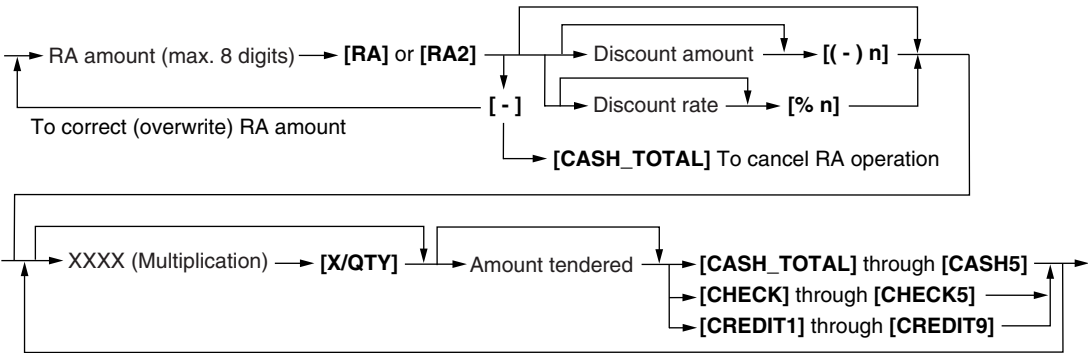 RA amount (max. 8 digits) [RA] or [RA2] Discount amount [( - ) n]
[ - ] Discount rate [% n]
To correct (overwrite) RA amount
[CASH_TOTAL] To cancel RA operation
XXXX (Multiplication) [X/QTY] Amount tendered [CASH_TOTAL] through [CASH5]
[CHECK] through [CHECK5]
[CREDIT1] through [CREDIT9]